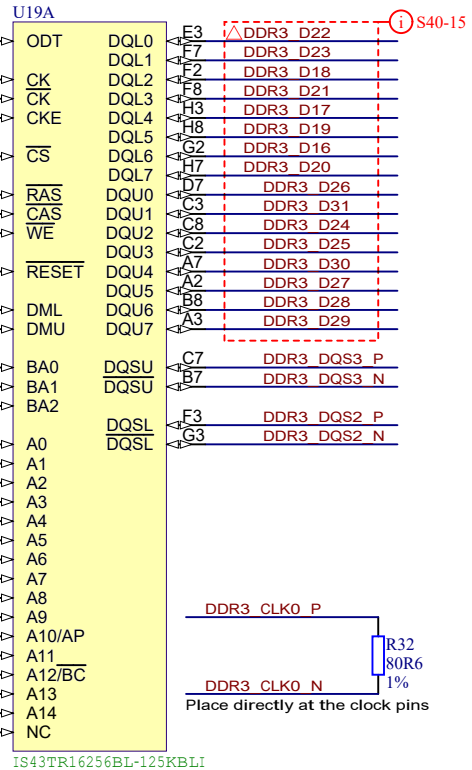 U19A
S40-15
i
ODT DQL0 E3 DDR3_D22
DQL1 F7 DDR3_D23
CK DQL2 F2 DDR3_D18
CK DQL3 F8 DDR3_D21
CKE DQL4 H3 DDR3_D17
DQL5 H8 DDR3_D19
CS DQL6 G2 DDR3_D16
DQL7 H7 DDR3_D20
RAS DQU0 D7 DDR3_D26
CAS DQU1 C3 DDR3_D31
WE DQU2 C8 DDR3_D24
DQU3 C2 DDR3_D25
RESET DQU4 A7 DDR3_D30
DQU5 A2 DDR3_D27
DML DQU6 B8 DDR3_D28
DMU DQU7 A3 DDR3_D29
BA0 DQSU C7 DDR3_DQS3_P
BA1 DQSU B7 DDR3_DQS3_N
BA2
DQSL F3 DDR3_DQS2_P
A0 DQSL G3 DDR3_DQS2_N
A1
A2
A3
A4
A5
A6
A7
A8
A9 DDR3_CLK0_P
A10/AP
A11 R32
A12/BC 80R6
A13 DDR3_CLK0_N 1%
A14 Place directly at the clock pins
NC
IS43TR16256BL-125KBLI